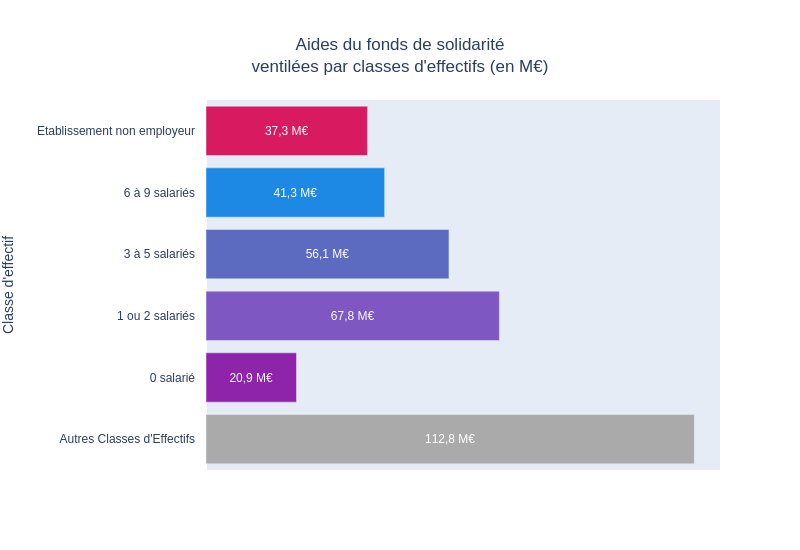 Aides du fonds de solidarité
ventilées par classes d'effectifs (en M€)
Classe d'effectif
Etablissement non employeur
37,3 M€
6 à 9 salariés
41,3 M€
3 à 5 salariés
56,1 M€
1 ou 2 salariés
67,8 M€
0 salarié
20,9 M€
Autres Classes d'Effectifs
112,8 M€